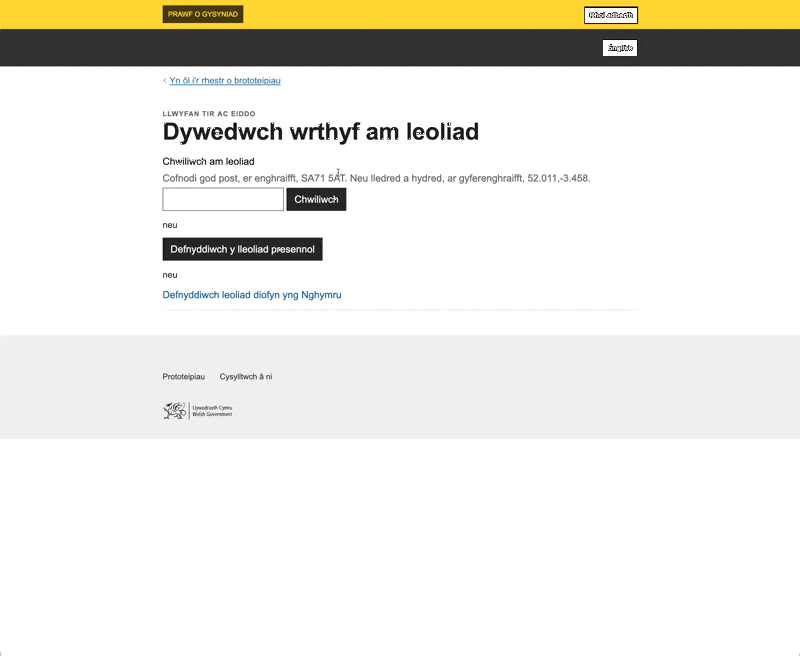 PRAWF O GYSYNIAD
Rhoi adborth
English
‹ Yn ôl i'r rhestr o brototeipiau
LLWYFAN TIR AC EIDDO
Dywedwch wrthyf am leoliad
Chwiliwch am leoliad
Cofnodi god post, er enghraifft, SA71 5AT. Neu lledred a hydred, ar gyferenghraifft, 52.011,-3.458.
Chwiliwch
neu
Defnyddiwch y lleoliad presennol
neu
Defnyddiwch leoliad diofyn yng Nghymru
Prototeipiau Cysylltwch â ni
Llywodraeth Cymru
Welsh Government